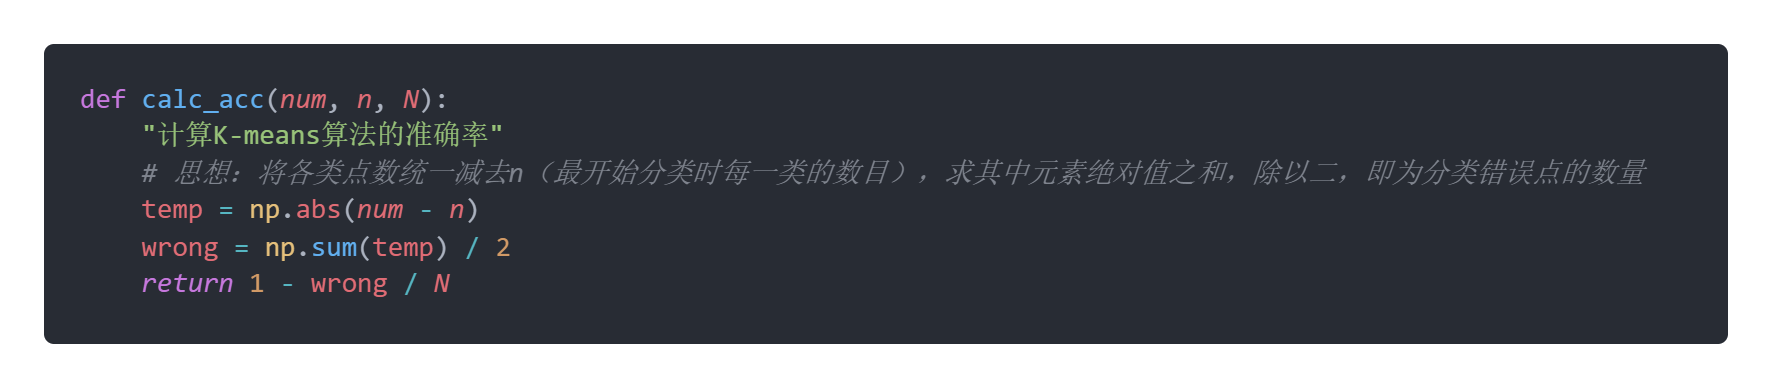 def calc_acc(num, n, N):
    "计算K-means算法的准确率"
    # 思想：将各类点数统一减去n（最开始分类时每一类的数目），求其中元素绝对值之和，除以二，即为分类错误点的数量
    temp = np.abs(num - n)
    wrong = np.sum(temp) / 2
    return 1 - wrong / N